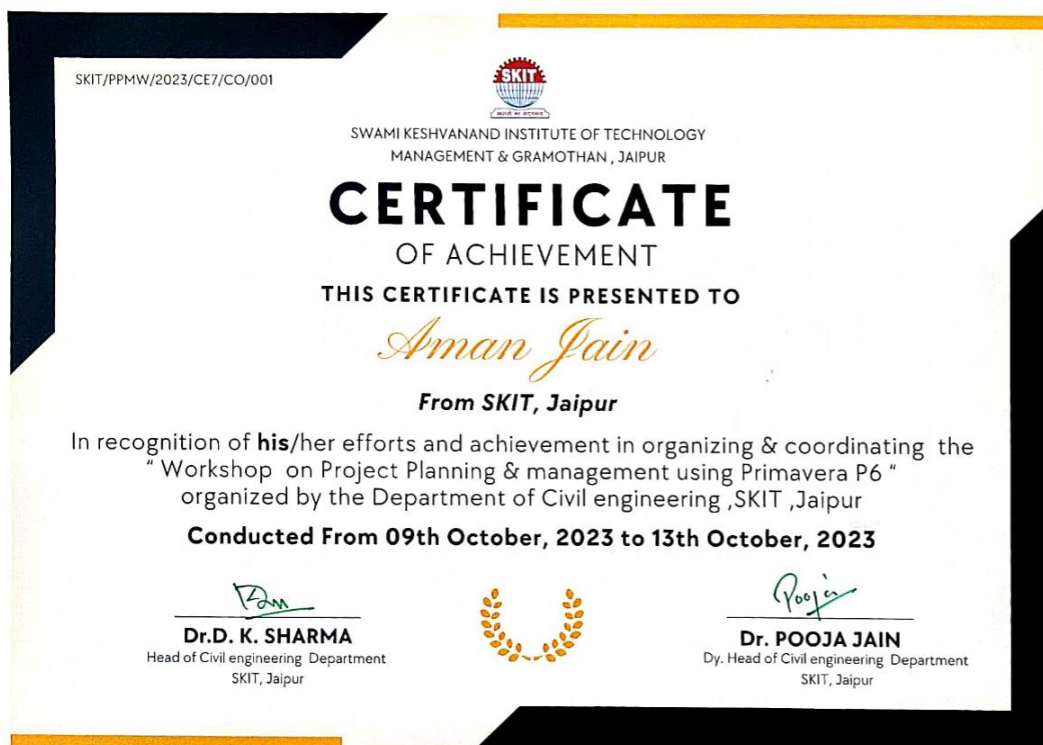 SKIT/PPMW/2023/CE7/CO/001
SKIT
SWAMI KESHVANAND INSTITUTE OF TECHNOLOGY
MANAGEMENT & GRAMOTHAN , JAIPUR
CERTIFICATE
OF ACHIEVEMENT
THIS CERTIFICATE IS PRESENTED TO
Aman Jain
From SKIT, Jaipur
In recognition of his/her efforts and achievement in organizing & coordinating the
" Workshop on Project Planning & management using Primavera P6 "
organized by the Department of Civil engineering ,SKIT ,Jaipur
Conducted From 09th October, 2023 to 13th October, 2023
Pooja
Dr.D. K. SHARMA
Head of Civil engineering Department
SKIT, Jaipur
Dr. POOJA JAIN
Dy. Head of Civil engineering Department
SKIT, Jaipur